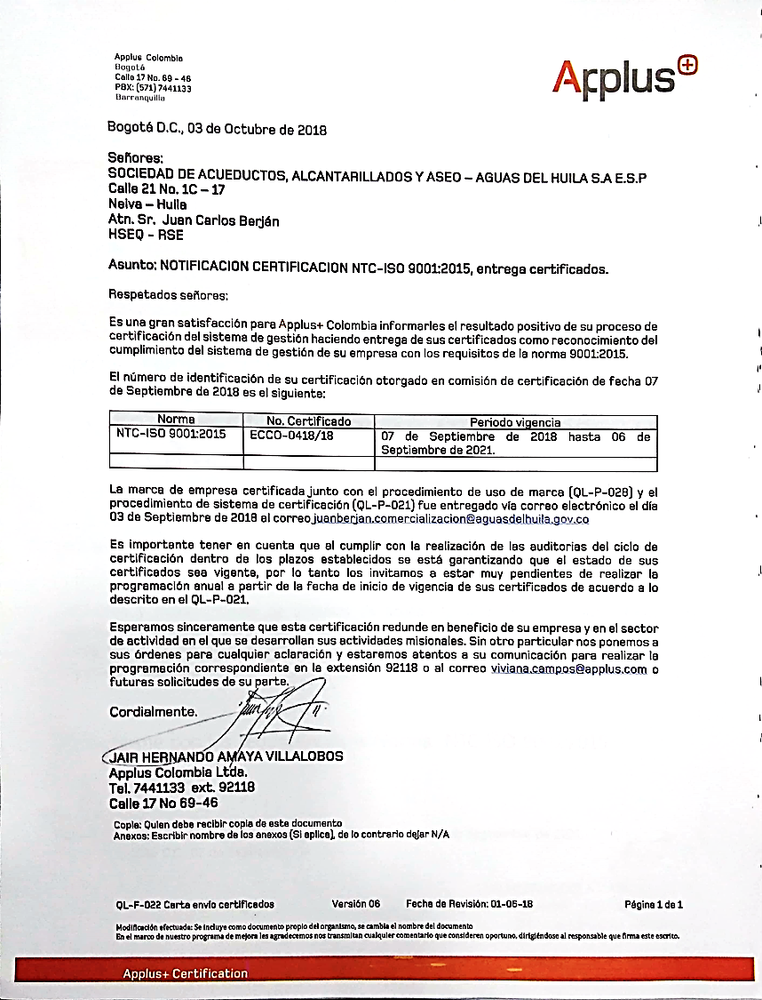 Applus Colombia
Bogotá
Calle 17 No. 69 – 46
PBX: (571) 7441133
Barranquilla
Applus+
Bogotá D.C., 03 de Octubre de 2018
Señores:
SOCIEDAD DE ACUEDUCTOS, ALCANTARILLADOS Y ASEO – AGUAS DEL HUILA S.A E.S.P
Calle 21 No. 1C – 17
Neiva – Huila
Atn. Sr. Juan Carlos Berján
HSEQ – RSE
Asunto: NOTIFICACION CERTIFICACION NTC-ISO 9001:2015, entrega certificados.
Respetados señores:
Es una gran satisfacción para Applus+ Colombia informarles el resultado positivo de su proceso de
certificación del sistema de gestión haciendo entrega de sus certificados como reconocimiento del
cumplimiento del sistema de gestión de su empresa con los requisitos de la norma 9001:2015.
El número de identificación de su certificación otorgado en comisión de certificación de fecha 07
de Septiembre de 2018 es el siguiente:
Norma No. Certificado Periodo vigencia
NTC-ISO 9001:2015 ECCO-0418/18 07 de Septiembre de 2018 hasta 06 de
Septiembre de 2021.
La marca de empresa certificada junto con el procedimiento de uso de marca (QL-P-028) y el
procedimiento de sistema de certificación (QL-P-021) fue entregado vía correo electrónico el día
03 de Septiembre de 2018 al correo juanberjan.comercializacion@aguasdelhuila.gov.co
Es importante tener en cuenta que al cumplir con la realización de las auditorias del ciclo de
certificación dentro de los plazos establecidos se está garantizando que el estado de sus
certificados sea vigente, por lo tanto los invitamos a estar muy pendientes de realizar la
programación anual a partir de la fecha de inicio de vigencia de sus certificados de acuerdo a lo
descrito en el QL-P-021.
Esperamos sinceramente que esta certificación redunde en beneficio de su empresa y en el sector
de actividad en el que se desarrollan sus actividades misionales. Sin otro particular nos ponemos a
sus órdenes para cualquier aclaración y estaremos atentos a su comunicación para realizar la
programación correspondiente en la extensión 92118 o al correo viviana.campos@applus.com o
futuras solicitudes de su parte.
Cordialmente.
JAIR HERNANDO AMAYA VILLALOBOS
Applus Colombia Ltda.
Tel. 7441133 ext. 92118
Calle 17 No 69-46
Copia: Quien debe recibir copia de este documento
Anexos: Escribir nombre de los anexos (Si aplica), de lo contrario dejar N/A
QL-F-022 Carta envio certificados Versión 06 Fecha de Revisión: 01-06-18 Página 1 de 1
Modificación efectuada: Se incluye como documento propio del organismo, se cambia el nombre del documento
En el marco de nuestro programa de mejora les agradecemos nos transmitan cualquier comentario que consideren oportuno, dirigiéndose al responsable que firma este escrito.
Applus+ Certification